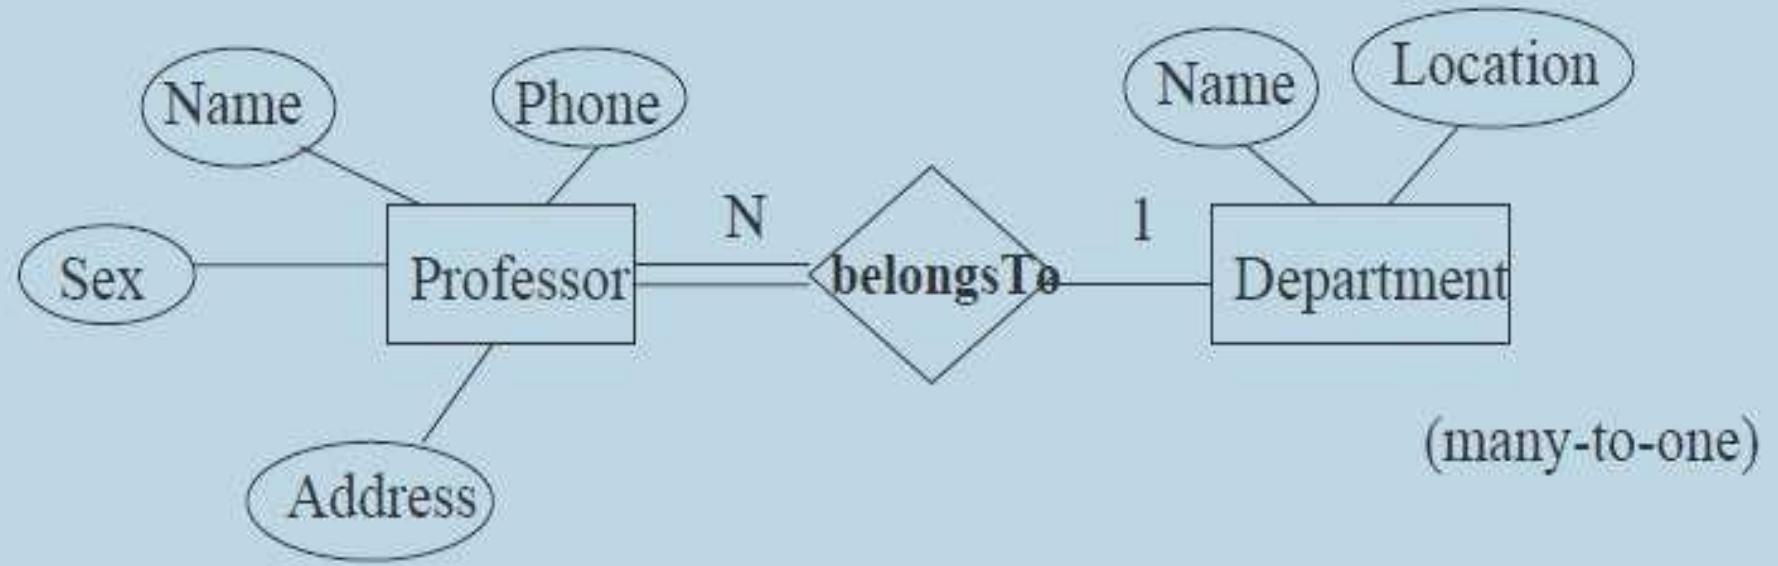 Name
Phone
Name
Location
Sex
Professor
N
belongsTo
1
Department
(many-to-one)
Address